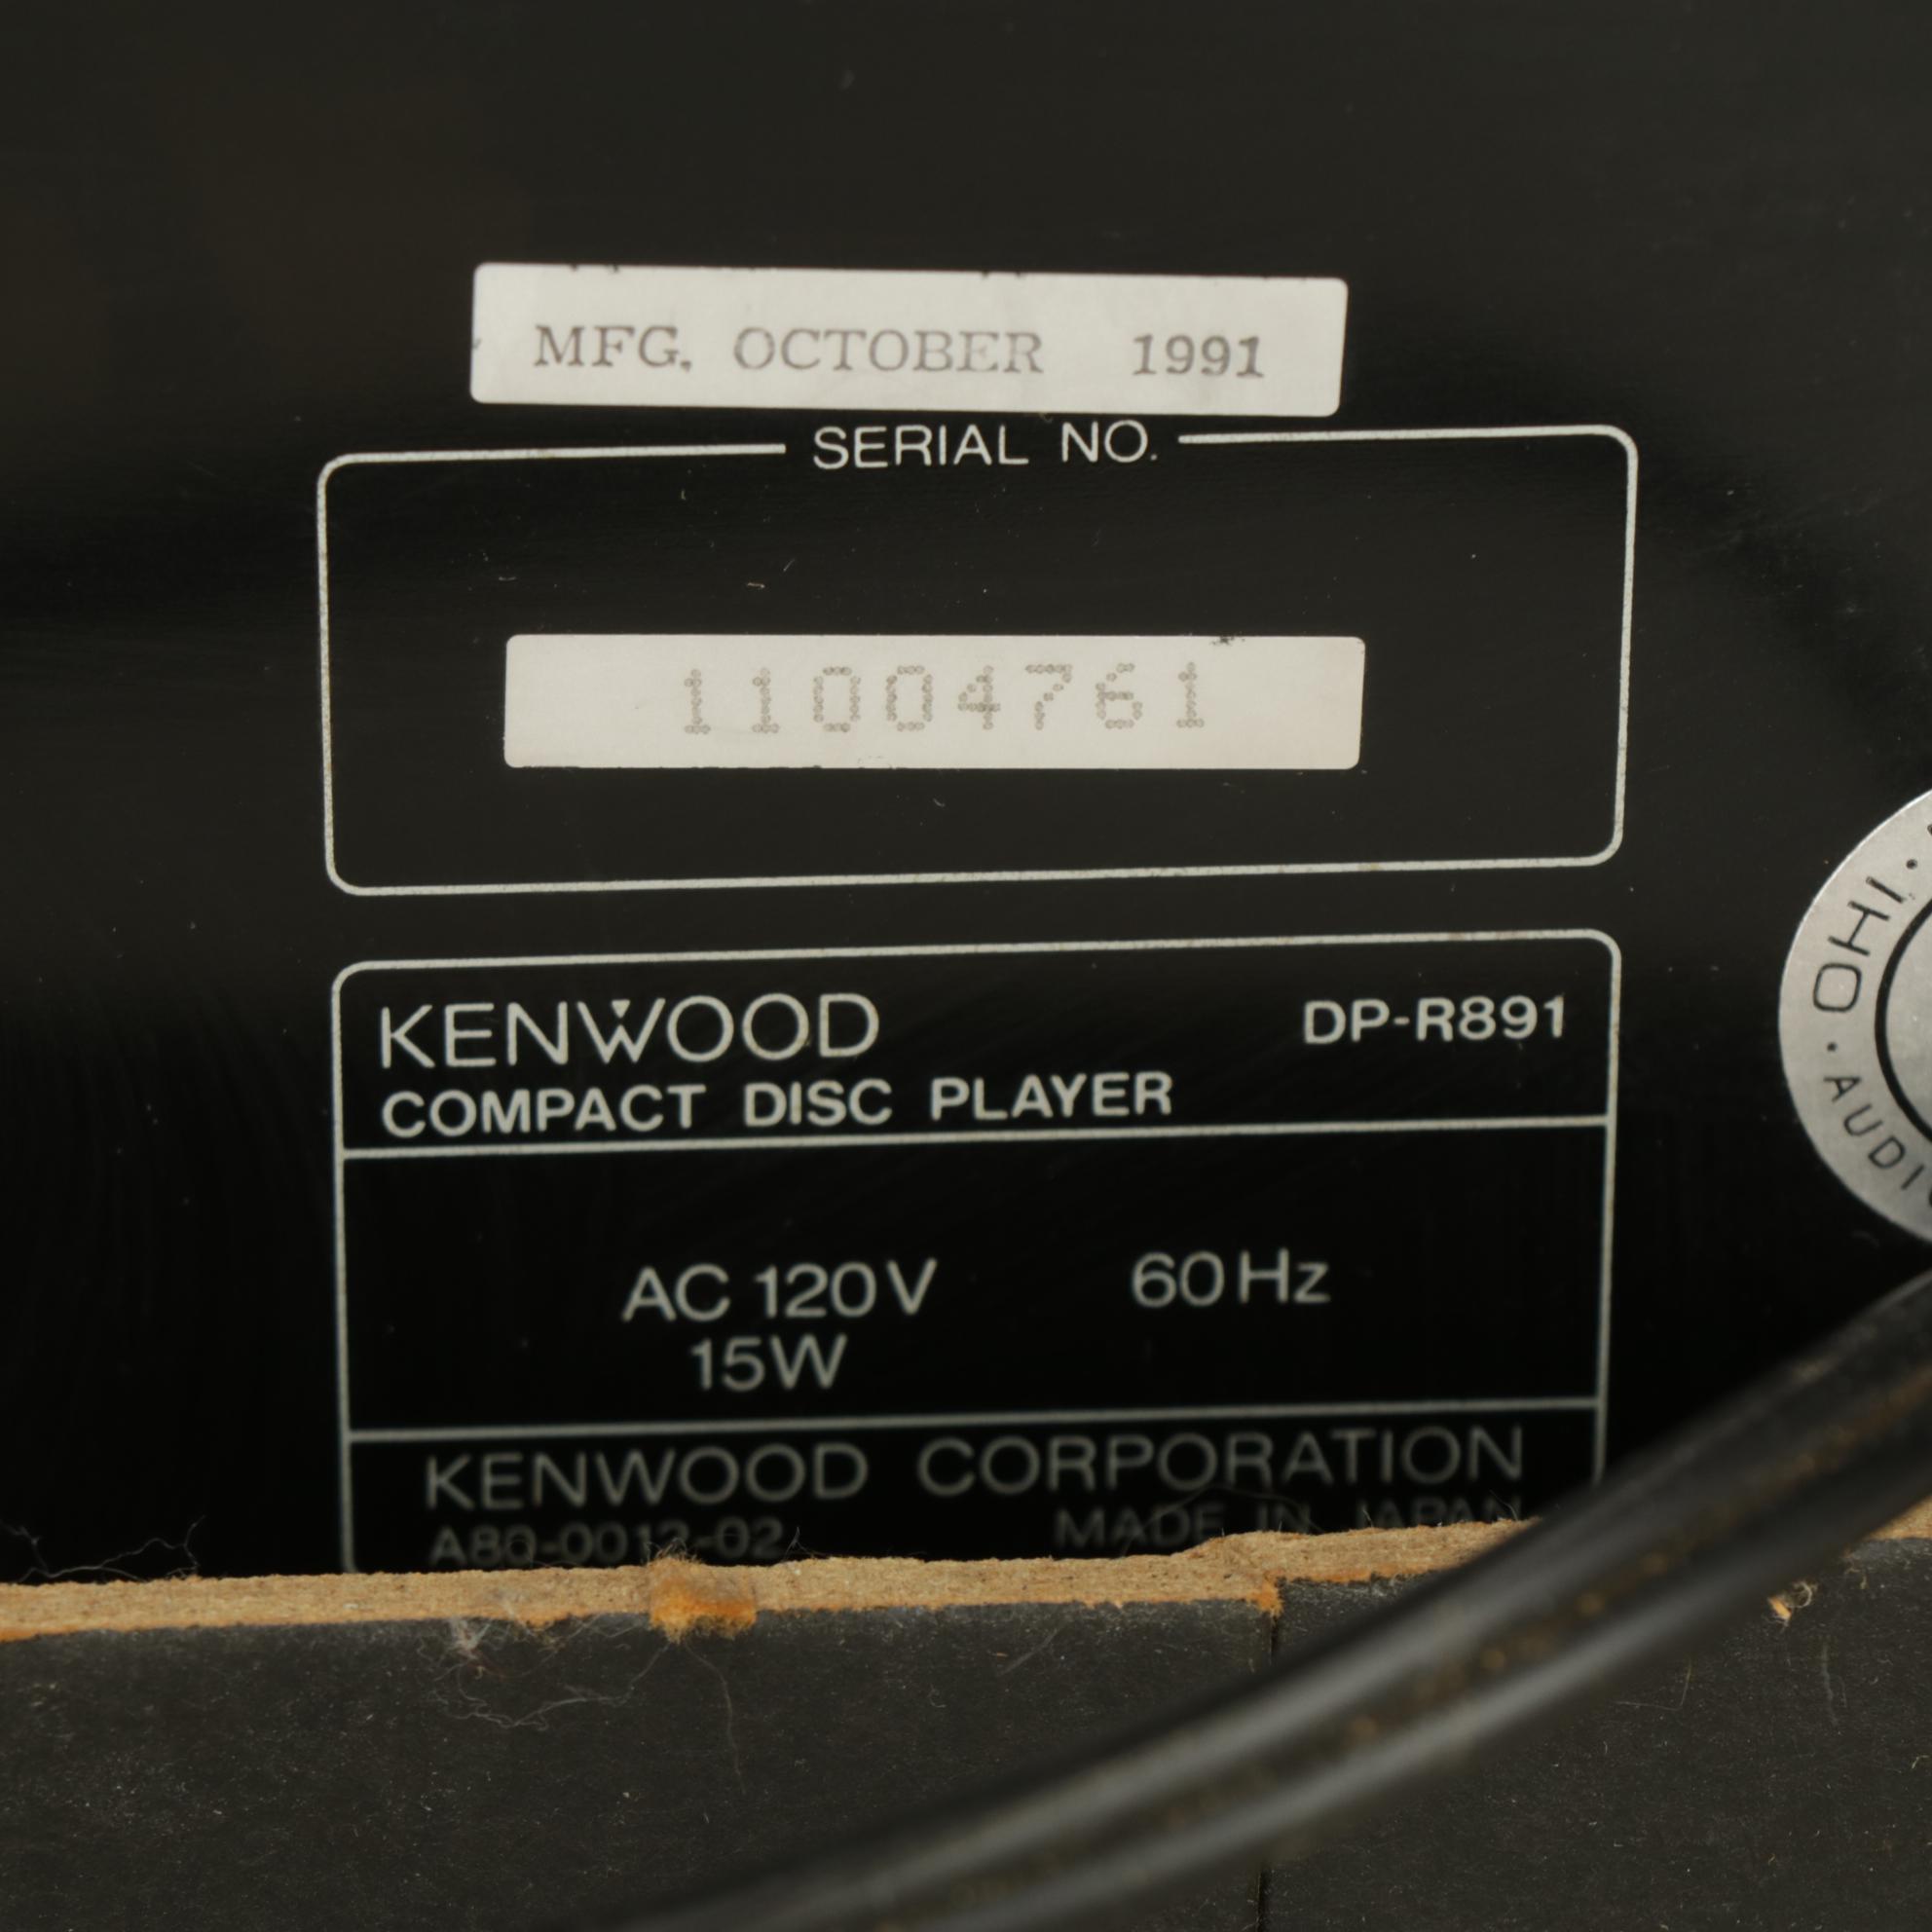 MFG. OCTOBER 1991
SERIAL NO.
11004761
KENWOOD DP-R891
COMPACT DISC PLAYER
AC 120V 60Hz
15W
KENWOOD CORPORATION
A80-0012-02 MADE IN JAPAN
OHI